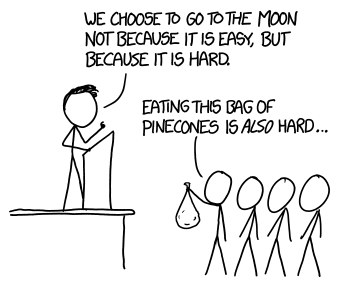 WE CHOOSE TO GO TO THE MOON
NOT BECAUSE IT IS EASY, BUT
BECAUSE IT IS HARD.
EATING THIS BAG OF
PINECONES IS ALSO HARD...